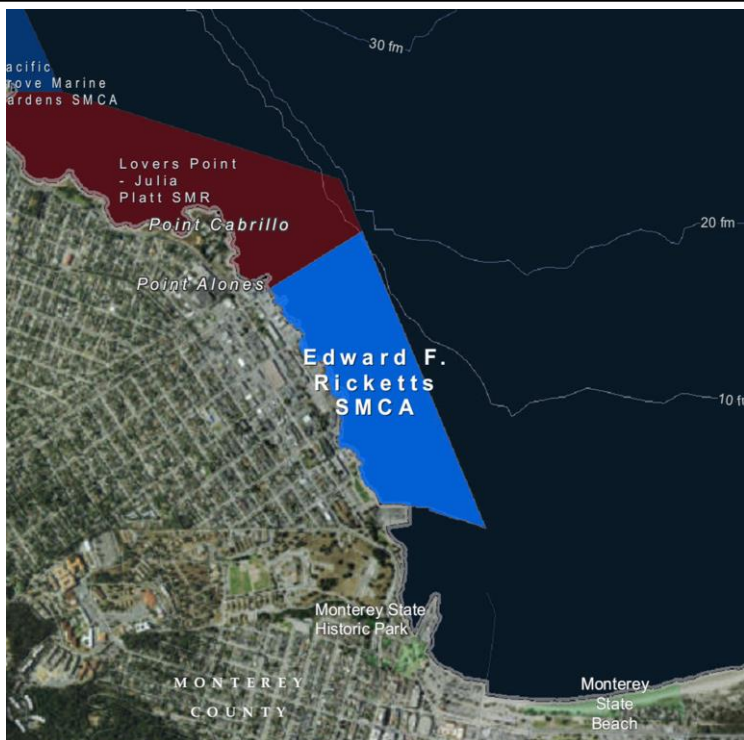 30 fm
acific
rove Marine
ardens SMCA
Lovers Point
- Julia
Platt SMR
Point Cabrillo
20 fm
Point Alones
Edward F.
Ricketts
SMCA
10 f
Monterey State
Historic Park
MONTEREY
COUNTY
Monterey
State
Beach